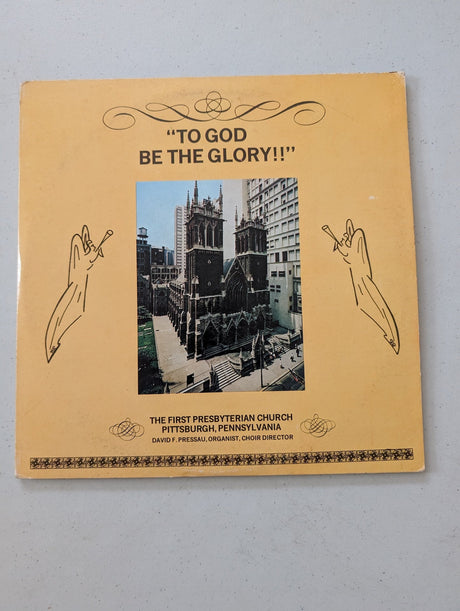 “TO GOD
BE THE GLORY!!”
THE FIRST PRESBYTERIAN CHURCH
PITTSBURGH, PENNSYLVANIA
DAVID F. PRESSAU, ORGANIST, CHOIR DIRECTOR